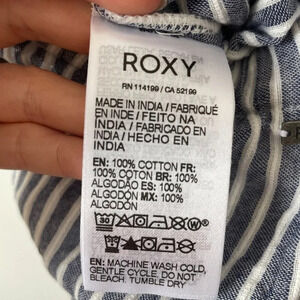 ROXY
RN 114199 / CA 52199
MADE IN INDIA / FABRIQUÉ
EN INDE / FEITO NA
INDIA / FABRICADO EN
INDIA / HECHO EN
INDIA
EN: 100% COTTON FR:
100% COTON BR: 100%
ALGODÃO ES: 100%
ALGODÓN MX: 100%
ALGODÓN
30
EN: MACHINE WASH COLD,
GENTLE CYCLE. DO NOT
BLEACH. TUMBLE DRY